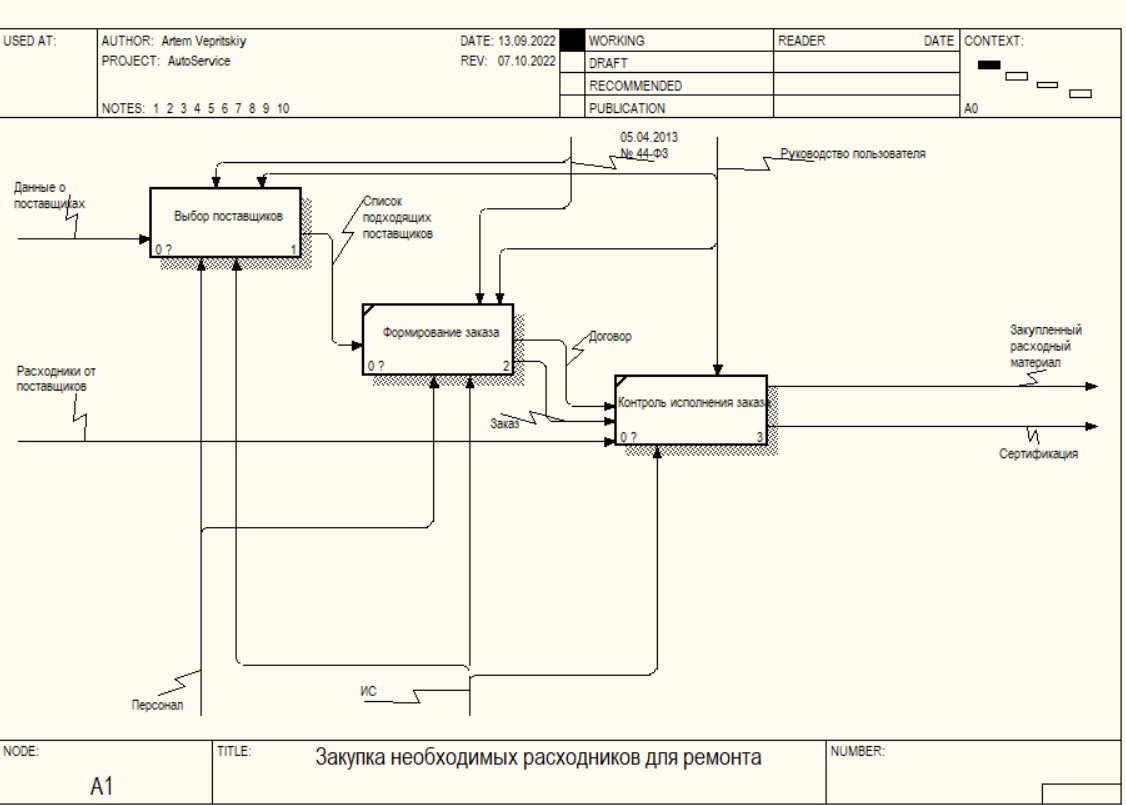 USED AT:
AUTHOR: Artem Vepritskiy
DATE: 13.09.2022
WORKING
READER
DATE
CONTEXT:
PROJECT: AutoService
REV: 07.10.2022
DRAFT
RECOMMENDED
NOTES: 1 2 3 4 5 6 7 8 9 10
PUBLICATION
A0
05.04.2013
№ 44-ФЗ
Руководство пользователя
Данные о
поставщиках
Выбор поставщиков
0 ?
1
Список
подходящих
поставщиков
Формирование заказа
0 ?
2
Договор
Закупленный
расходный
материал
Расходники от
поставщиков
Контроль исполнения заказа
0 ?
3
Заказ
Сертификация
Персонал
ИС
NODE:
A1
TITLE:
Закупка необходимых расходников для ремонта
NUMBER: